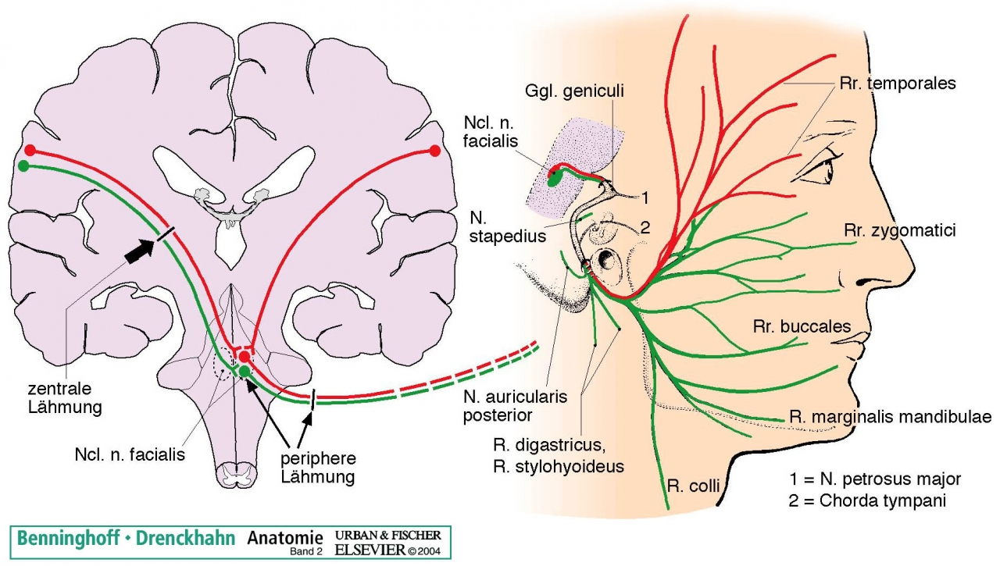 Ggl. geniculi
Rr. temporales
Ncl. n.
facialis
1
N.
stapedius
2
Rr. zygomatici
Rr. buccales
zentrale
Lähmung
N. auricularis
posterior
R. marginalis mandibulae
Ncl. n. facialis
periphere
Lähmung
R. digastricus,
R. stylohyoideus
R. colli
1 = N. petrosus major
2 = Chorda tympani
Benninghoff • Drenckhahn Anatomie URBAN & FISCHER
Band 2 ELSEVIER © 2004